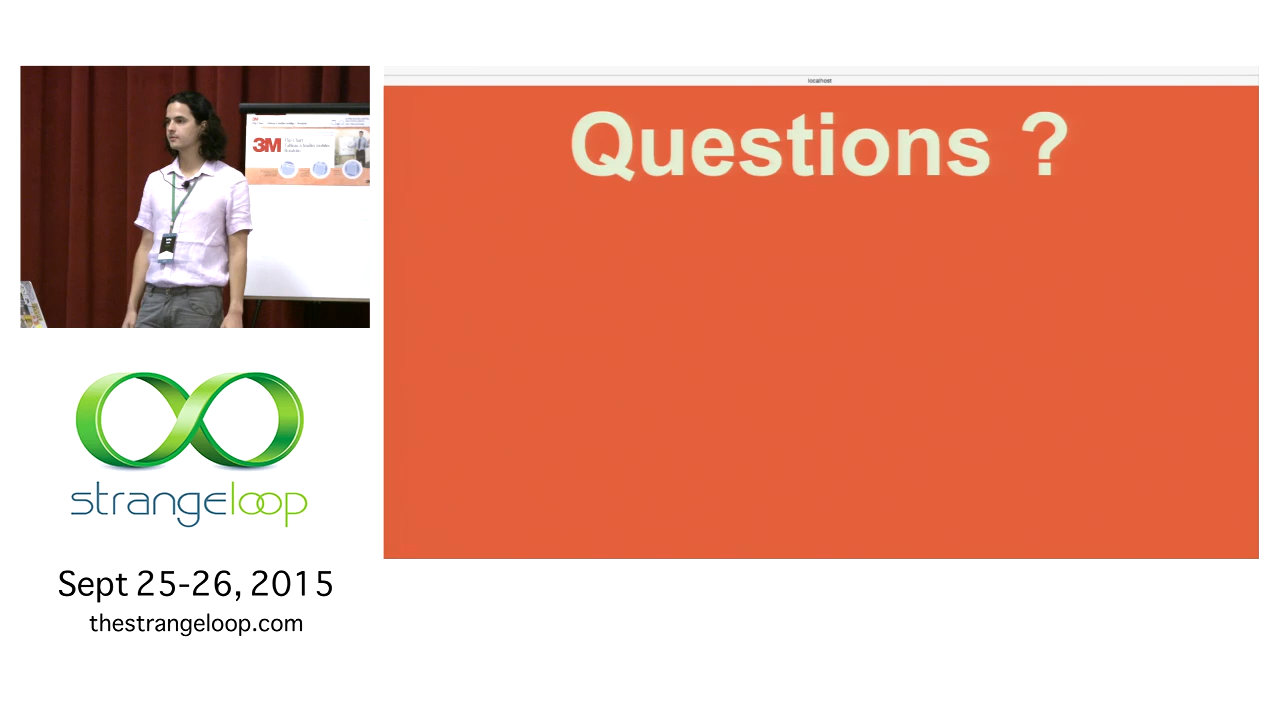 3M
localhost
Questions ?
strangeloop
Sept 25-26, 2015
thestrangeloop.com